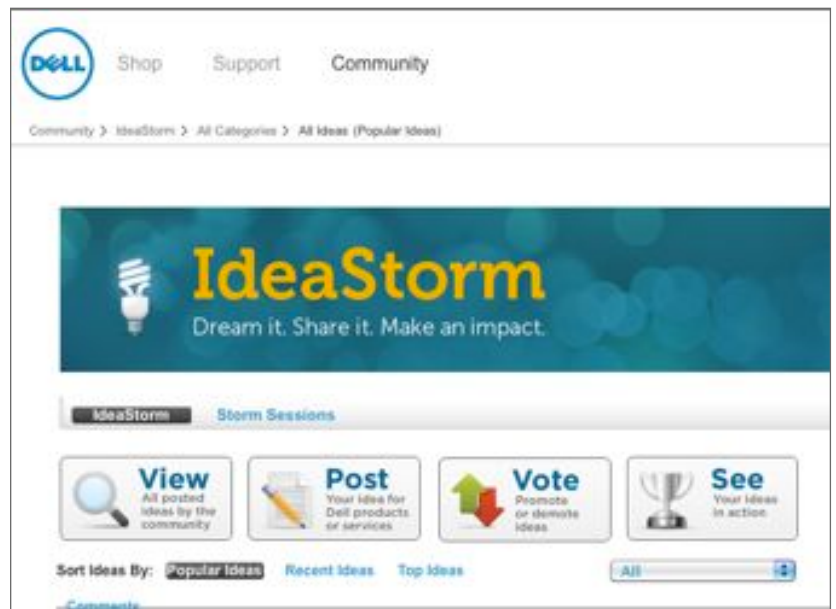 DELL
Shop Support Community
Community > IdeaStorm > All Categories > All Ideas (Popular Ideas)
IdeaStorm
Dream it. Share it. Make an impact.
IdeaStorm Storm Sessions
View
All posted
ideas by the
community
Post
Your idea for
Dell products
or services
Vote
Promote
or demote
ideas
See
Your ideas
in action
Sort Ideas By: Popular Ideas Recent Ideas Top Ideas All
Comments